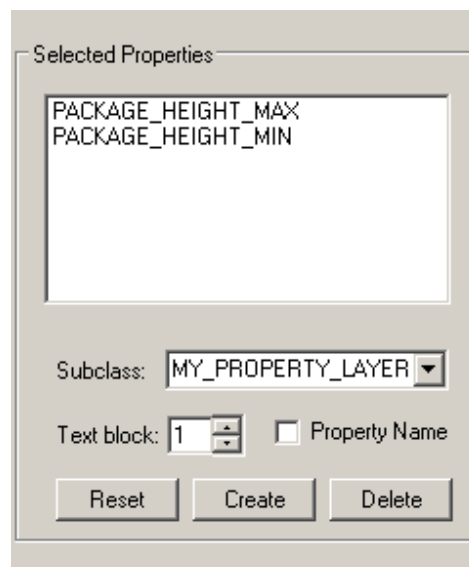 Selected Properties
PACKAGE_HEIGHT_MAX
PACKAGE_HEIGHT_MIN
Subclass: MY_PROPERTY_LAYER
Text block: 1 Property Name
Reset Create Delete